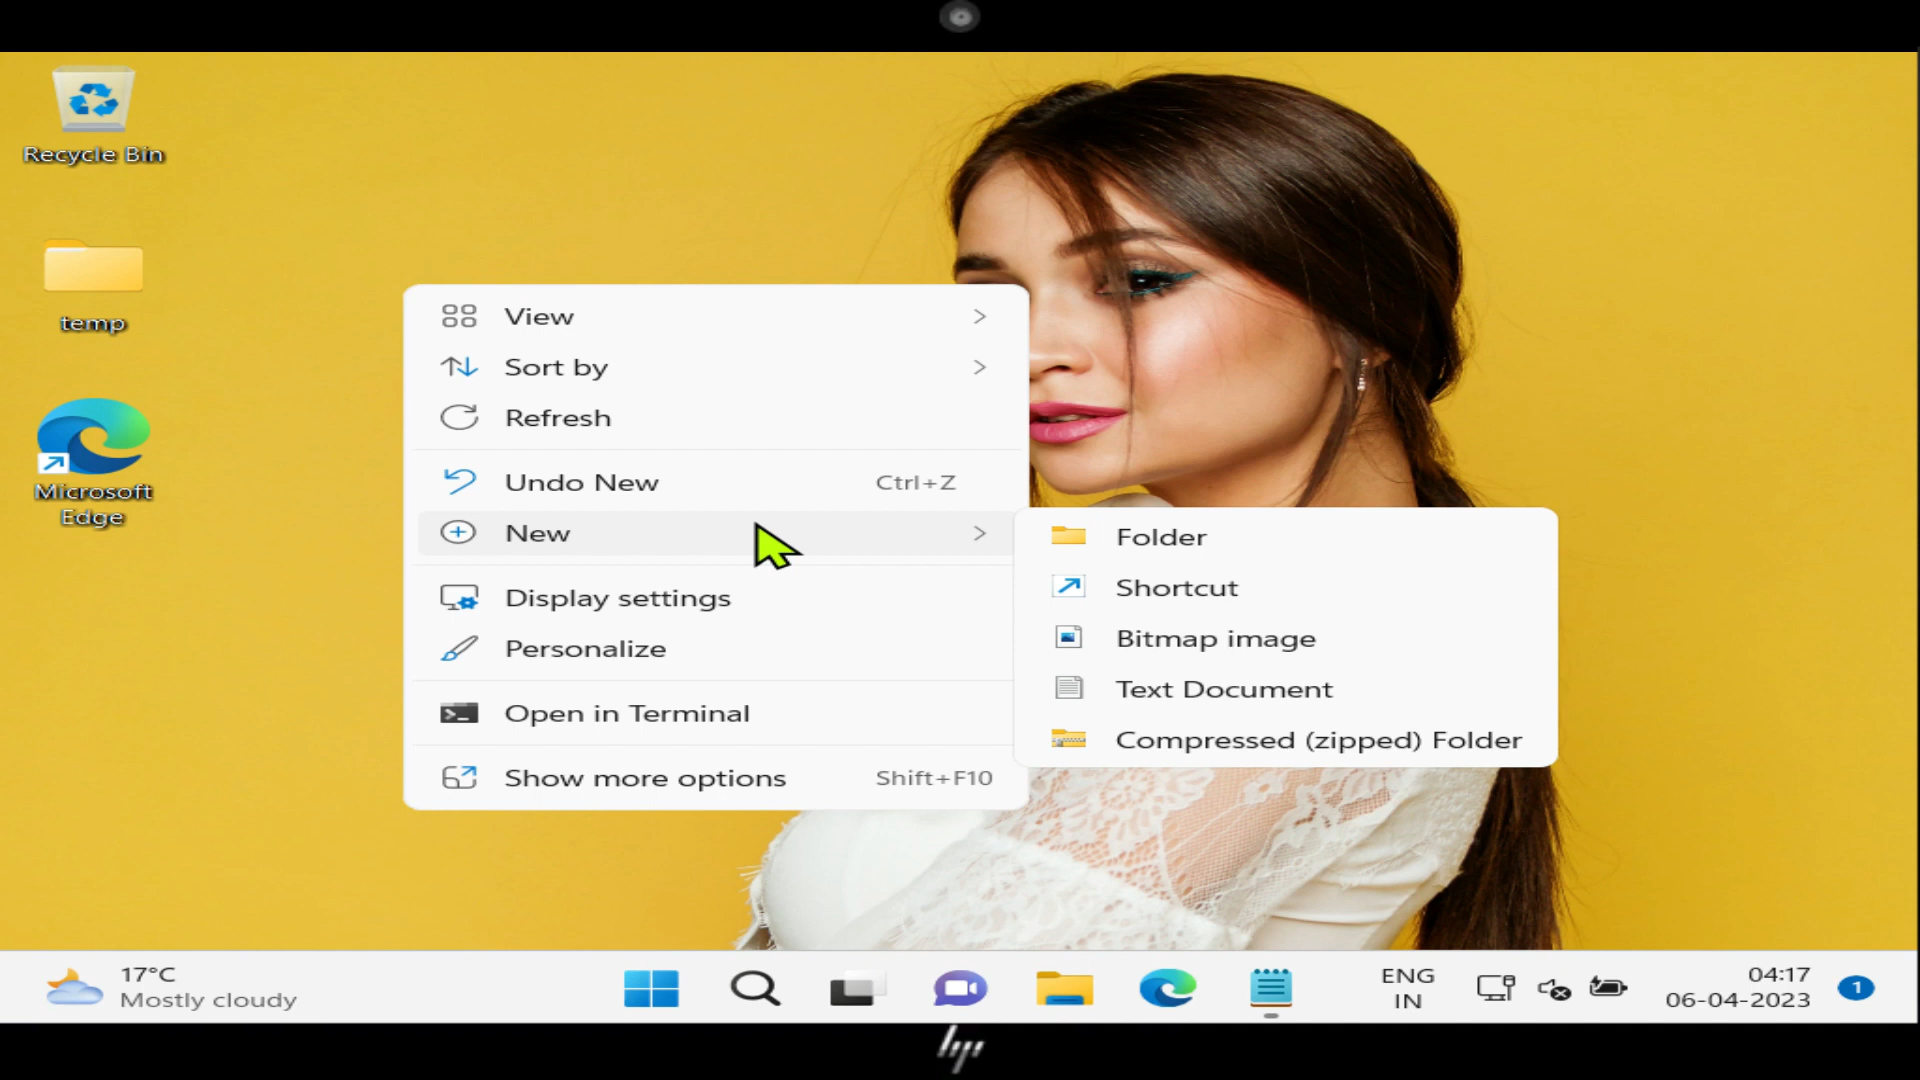 Recycle Bin
temp
Microsoft
Edge
View
Sort by
Refresh
Undo New Ctrl+Z
New
Display settings
Personalize
Open in Terminal
Show more options Shift+F10
Folder
Shortcut
Bitmap image
Text Document
Compressed (zipped) Folder
17°C
Mostly cloudy
ENG
IN
04:17
06-04-2023
1
hp